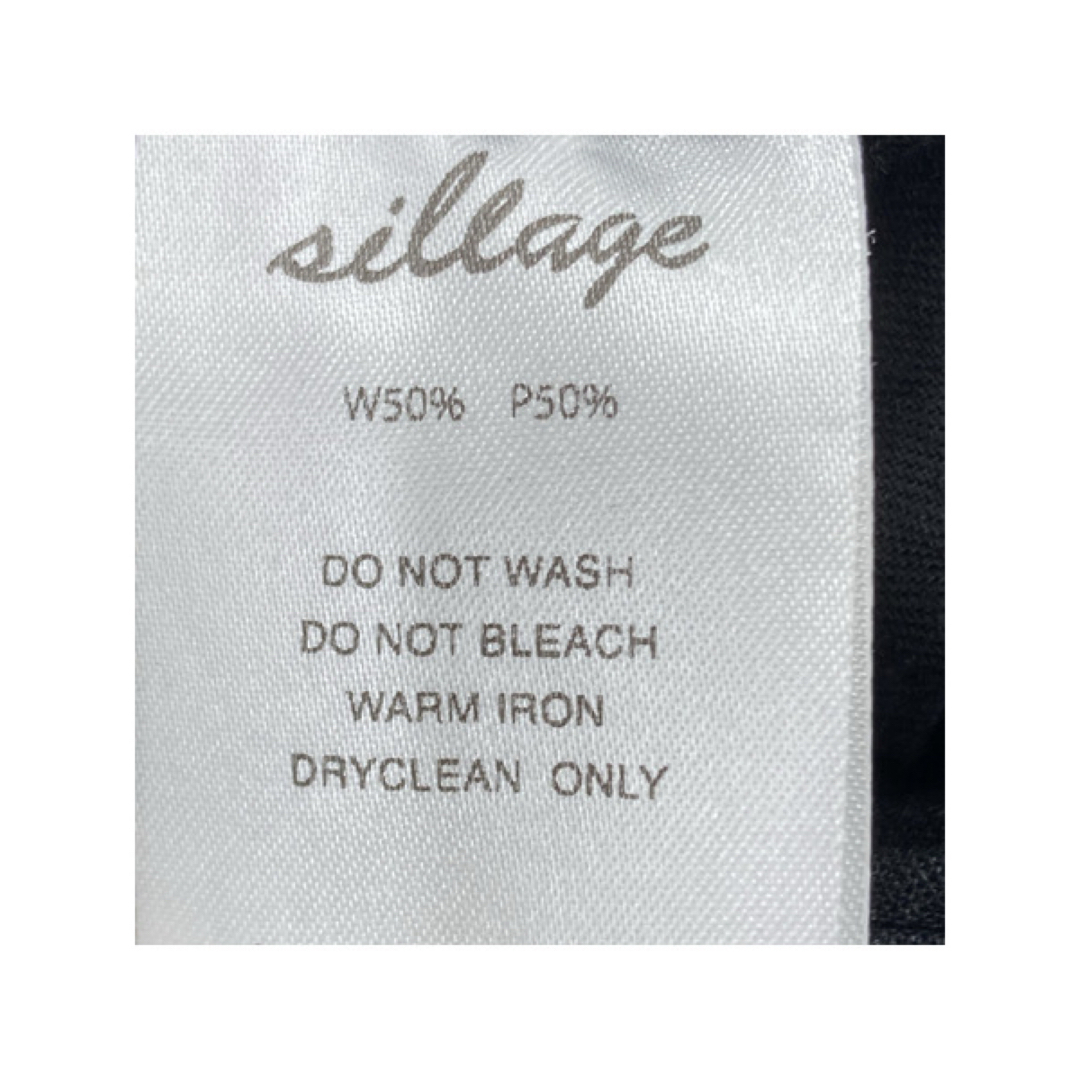 sillage
W50% P50%
DO NOT WASH
DO NOT BLEACH
WARM IRON
DRYCLEAN ONLY